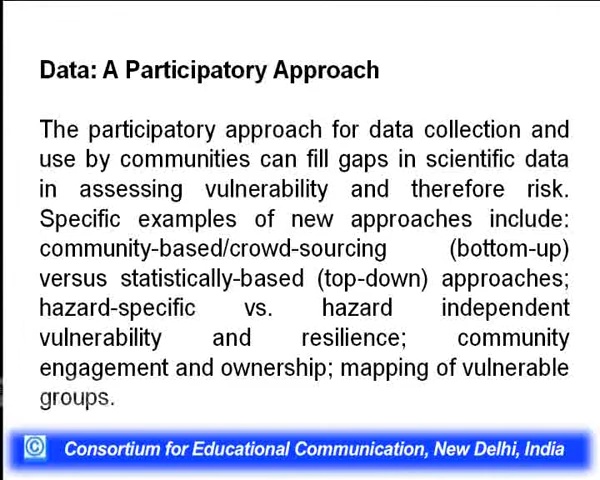 Data: A Participatory Approach
The participatory approach for data collection and
use by communities can fill gaps in scientific data
in assessing vulnerability and therefore risk.
Specific examples of new approaches include:
community-based/crowd-sourcing (bottom-up)
versus statistically-based (top-down) approaches;
hazard-specific vs. hazard independent
vulnerability and resilience; community
engagement and ownership; mapping of vulnerable
groups.
© Consortium for Educational Communication, New Delhi, India